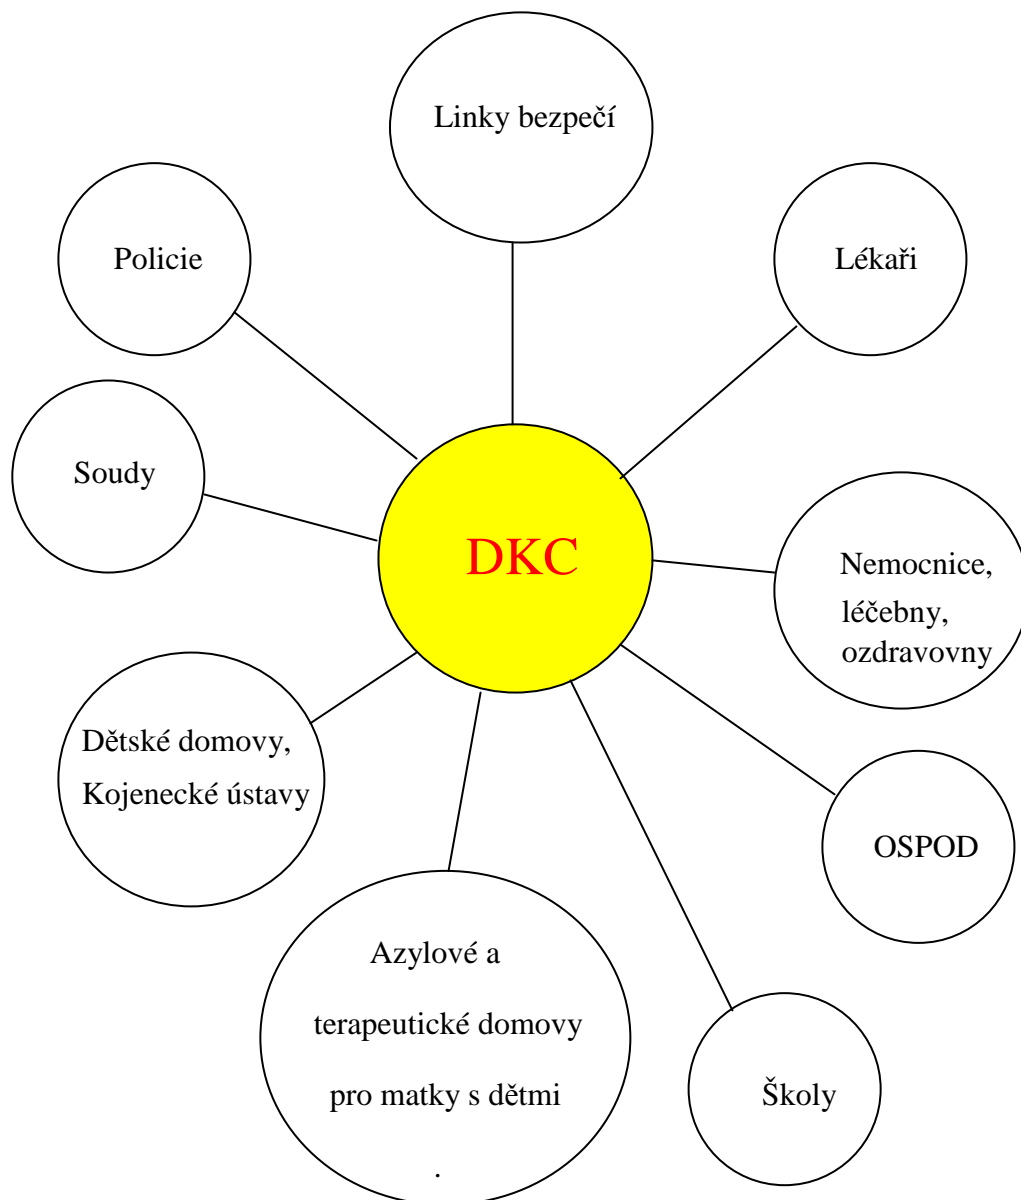 Linky bezpečí
Policie
Lékaři
Soudy
DKC
Nemocnice,
léčebny,
ozdravovny
Dětské domovy,
Kojenecké ústavy
OSPOD
Azylové a
terapeutické domovy
pro matky s dětmi
.
Školy